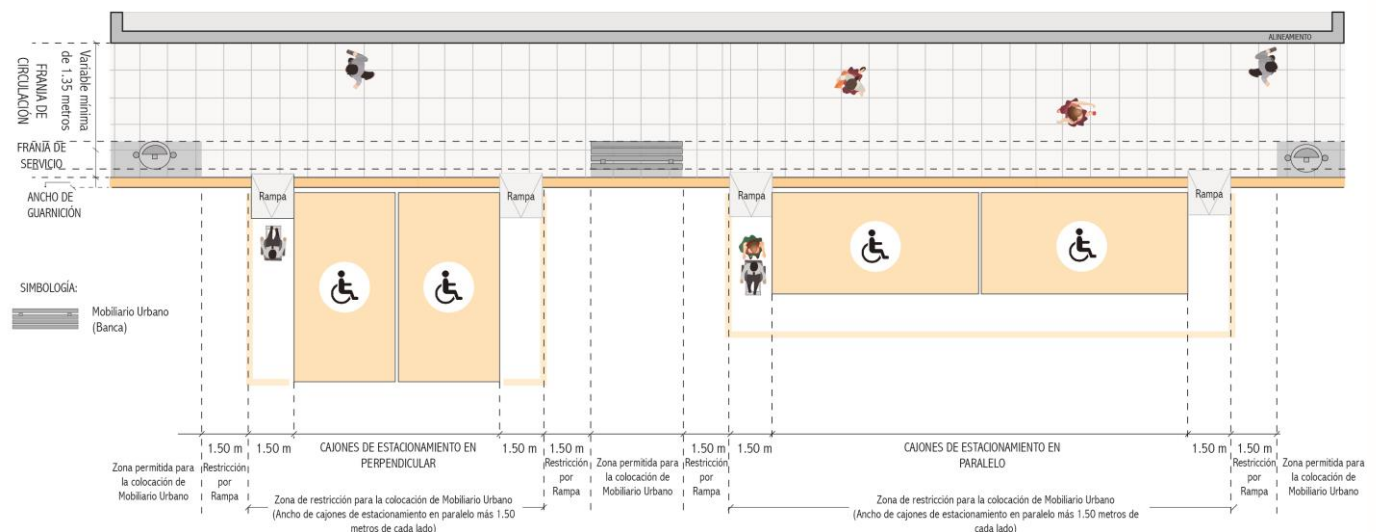 ALINEAMIENTO
Variable mínima
de 1.35 metros
FRANJA DE
CIRCULACIÓN
FRANJA DE
SERVICIO
ANCHO DE
GUARNICIÓN
Rampa
Rampa
Rampa
Rampa
SIMBOLOGÍA:
Mobiliario Urbano
(Banca)
1.50 m
1.50 m
CAJONES DE ESTACIONAMIENTO EN
PERPENDICULAR
1.50 m
1.50 m
1.50 m
1.50 m
CAJONES DE ESTACIONAMIENTO EN
PARALELO
1.50 m
1.50 m
Zona permitida para
la colocación de
Mobiliario Urbano
Restricción
por
Rampa
Restricción
por
Rampa
Zona permitida para
la colocación de
Mobiliario Urbano
Restricción
por
Rampa
Restricción
por
Rampa
Zona permitida para
la colocación de
Mobiliario Urbano
Zona de restricción para la colocación de Mobiliario Urbano
(Ancho de cajones de estacionamiento en paralelo más 1.50
metros de cada lado)
Zona de restricción para la colocación de Mobiliario Urbano
(Ancho de cajones de estacionamiento en paralelo más 1.50 metros de
cada lado)